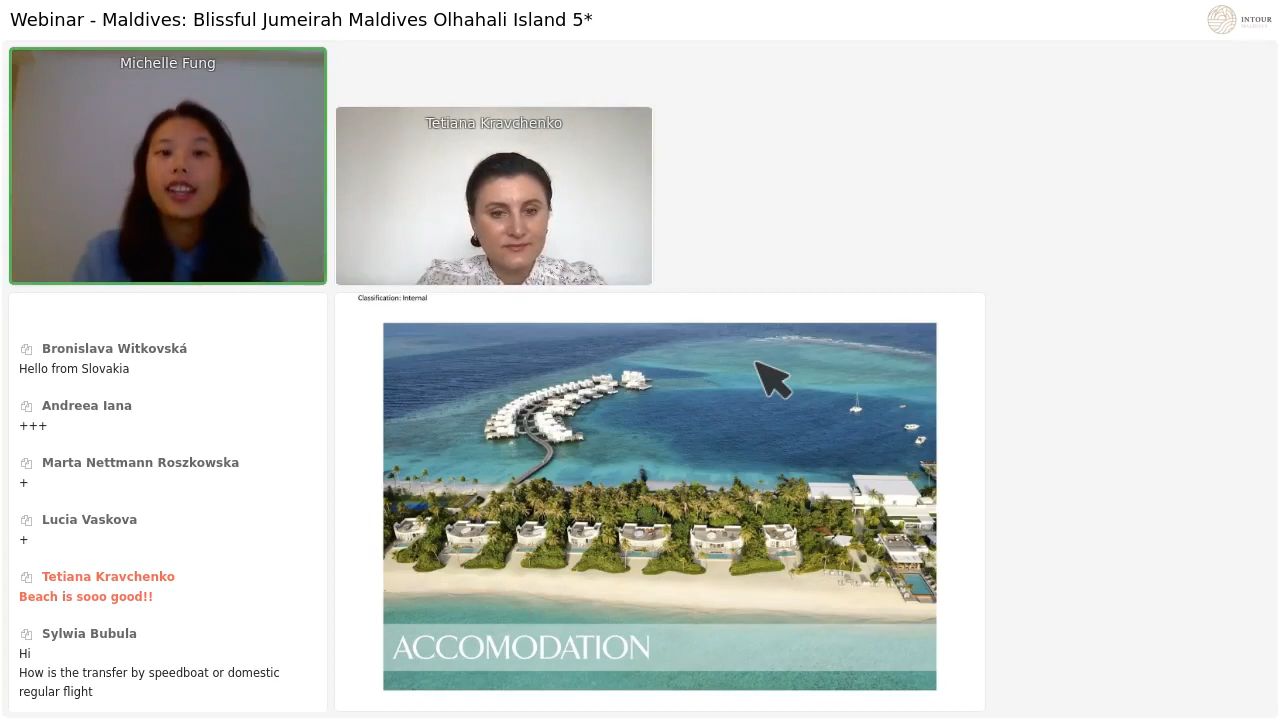 Webinar - Maldives: Blissful Jumeirah Maldives Olhahali Island 5*
INTOUR
Michelle Fung
Tetiana Kravchenko
Bronislava Witkovská
Hello from Slovakia
Andreea Iana
+++
Marta Nettmann Roszkowska
+
Lucia Vaskova
+
Tetiana Kravchenko
Beach is sooo good!!
Sylwia Bubula
Hi
How is the transfer by speedboat or domestic
regular flight
Classification: Internal
ACCOMODATION